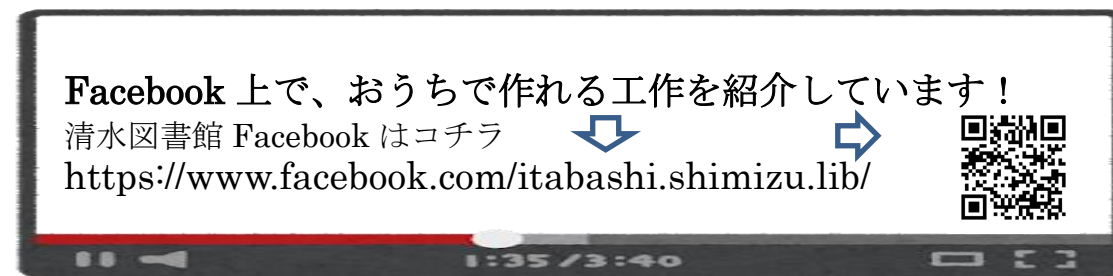 Facebook 上で、おうちで作れる工作を紹介しています！
清水図書館 Facebook はコチラ
https://www.facebook.com/itabashi.shimizu.lib/
1:35/3:40